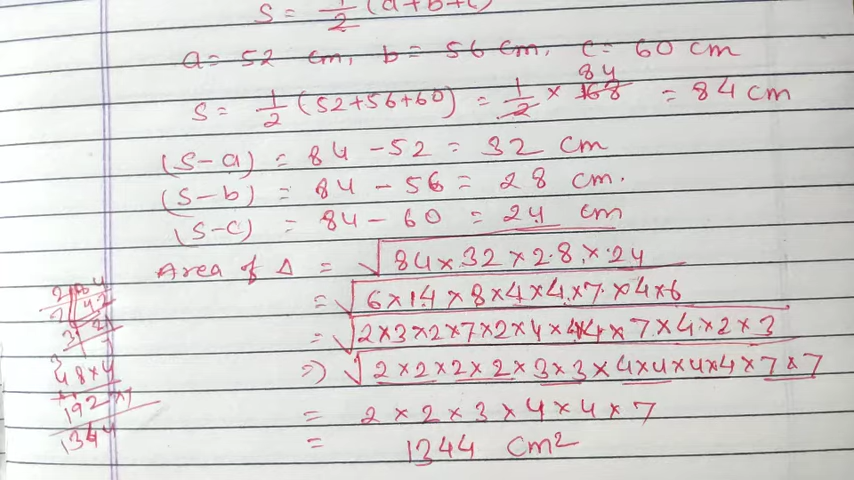 S = 1/2 (a+b+c)
a = 52 cm, b = 56 cm, c = 60 cm
84
S = 1/2 (52+56+60) = 1/2 × 168 = 84 cm
(S-a) = 84 - 52 = 32 cm
(S-b) = 84 - 56 = 28 cm.
(S-c) = 84 - 60 = 24 cm
Area of Δ = √84×32×28×24
= √6×14×8×4×4×7×4×6
= √2×3×2×7×2×4×4×7×4×2×3
⇒) √2×2×2×2×3×3×4×4×4×4×7×7
= 2×2×3×4×4×7
= 1344 cm²
48×4
192×7
1344